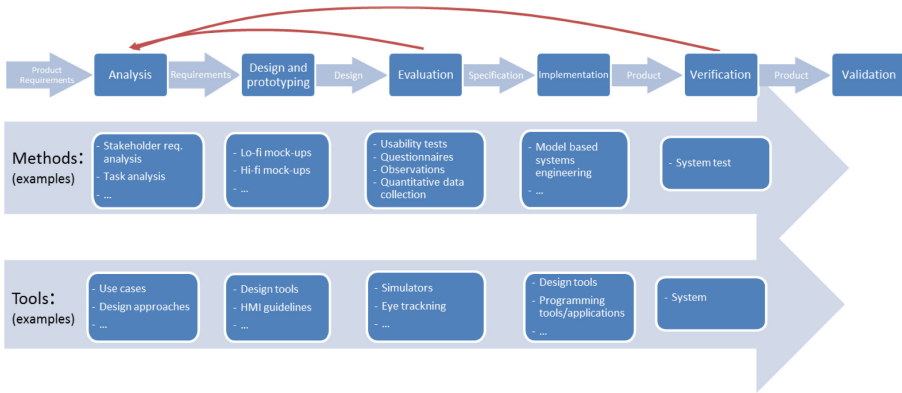 Product
Requirements
Analysis
Requirements
Design and
prototyping
Design
Evaluation
Specification
Implementation
Product
Verification
Product
Validation
Methods:
(examples)
- Stakeholder req.
analysis
- Task analysis
- ...
- Lo-fi mock-ups
- Hi-fi mock-ups
- ...
- Usability tests
- Questionnaires
- Observations
- Quantitative data
collection
- Model based
systems
engineering
- ...
- System test
Tools:
(examples)
- Use cases
- Design approaches
- ...
- Design tools
- HMI guidelines
- ...
- Simulators
- Eye trackning
- ...
- Design tools
- Programming
tools/applications
- ...
- System